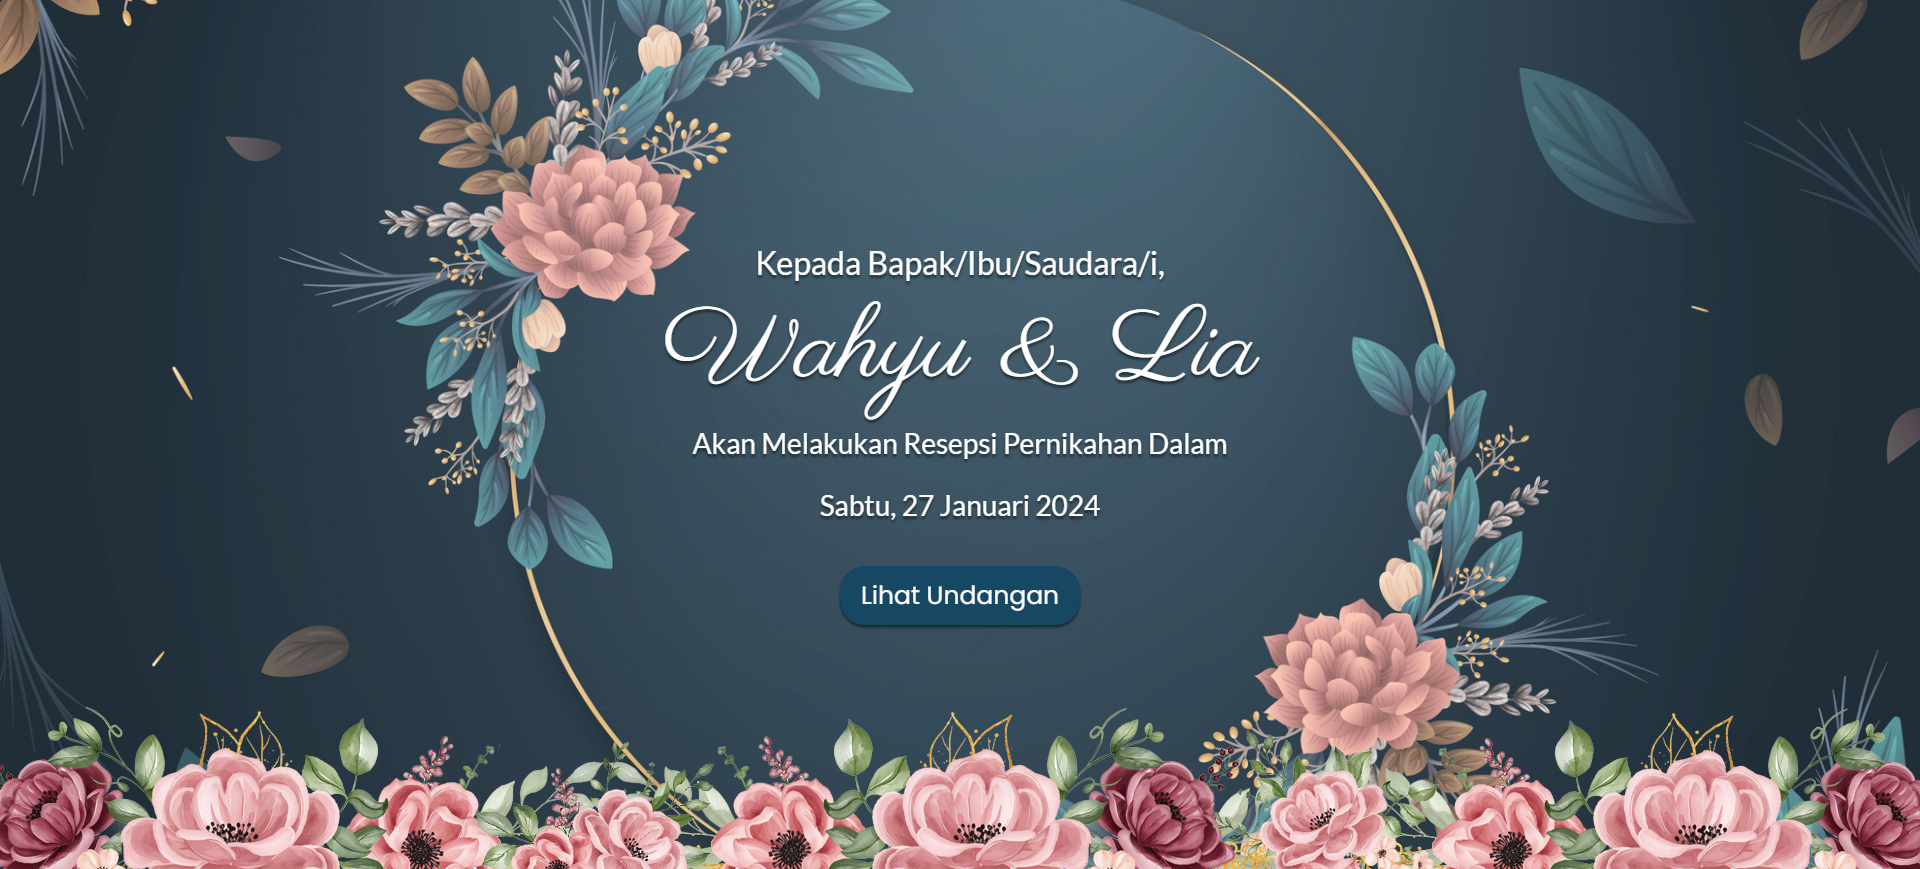 Kepada Bapak/Ibu/Saudara/i,
Wahyu & Lia
Akan Melakukan Resepsi Pernikahan Dalam
Sabtu, 27 Januari 2024
Lihat Undangan